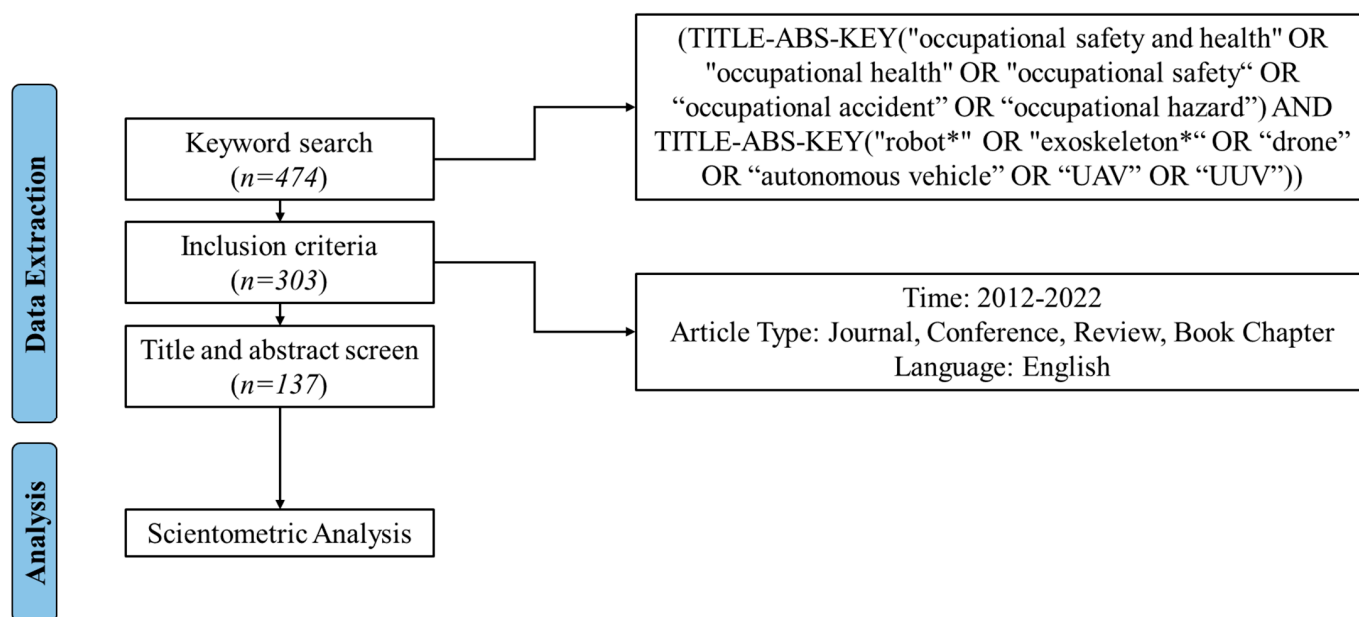 Data Extraction
Keyword search
(n=474)
(TITLE-ABS-KEY("occupational safety and health" OR
"occupational health" OR "occupational safety“ OR
“occupational accident” OR “occupational hazard”) AND
TITLE-ABS-KEY("robot*" OR "exoskeleton*“ OR “drone”
OR “autonomous vehicle” OR “UAV” OR “UUV”))
Inclusion criteria
(n=303)
Time: 2012-2022
Article Type: Journal, Conference, Review, Book Chapter
Language: English
Title and abstract screen
(n=137)
Analysis
Scientometric Analysis